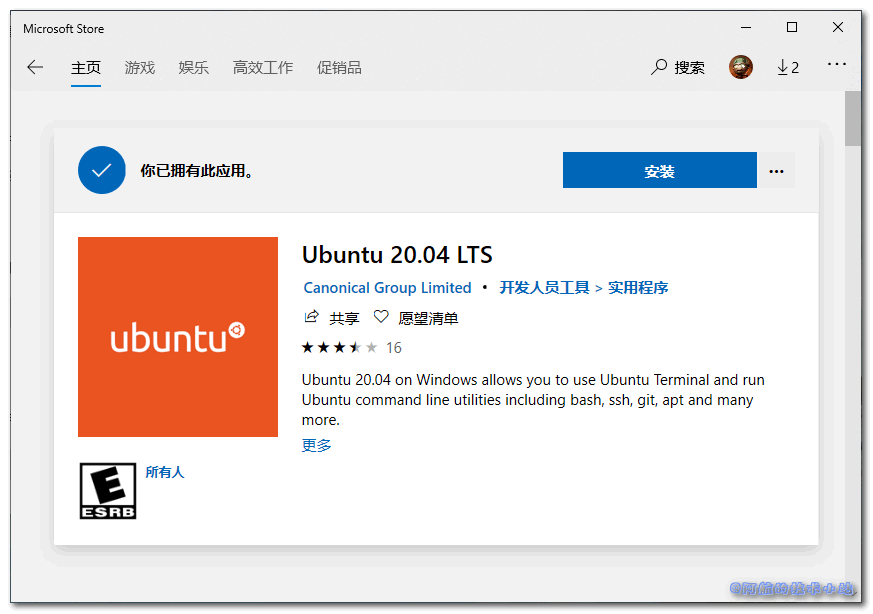 Microsoft Store
主页 游戏 娱乐 高效工作 促销品 搜索 2
你已拥有此应用。 安装
ubuntu
Ubuntu 20.04 LTS
Canonical Group Limited • 开发人员工具 > 实用程序
共享 愿望清单
16
Ubuntu 20.04 on Windows allows you to use Ubuntu Terminal and run
Ubuntu command line utilities including bash, ssh, git, apt and many
more.
更多
E
ESRB
所有人